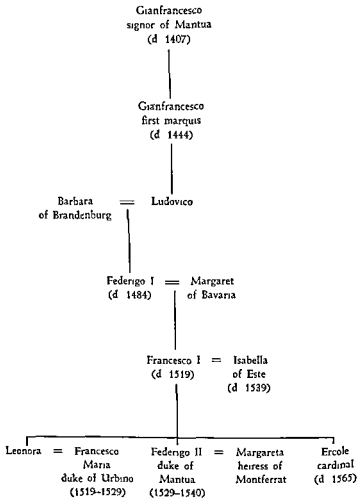 Gianfrancesco
signor of Mantua
(d 1407)
Gianfrancesco
first marquis
(d 1444)
Barbara = Ludovico
of Brandenburg
Federigo I = Margaret
(d 1484) of Bavaria
Francesco I = Isabella
(d 1519) of Este
(d 1539)
Leonora = Francesco Federigo II = Margareta Ercole
Maria duke of heiress of cardinal
duke of Urbino Mantua Montferrat (d 1565)
(1519-1529) (1529-1540)